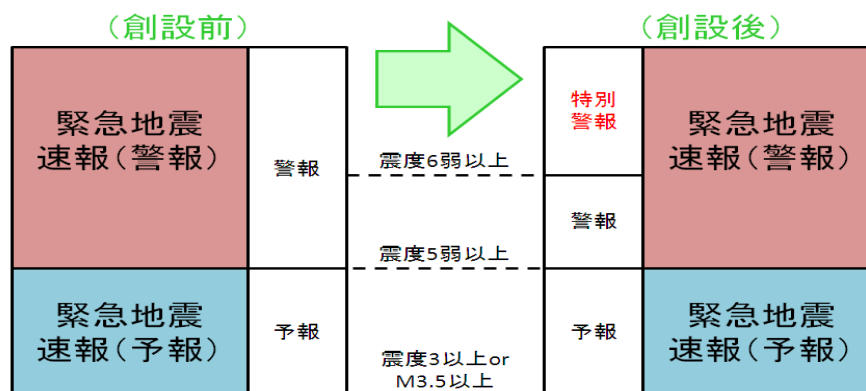 (創設前)
(創設後)
緊急地震
速報(警報)
警報
震度6弱以上
特別
警報
緊急地震
速報(警報)
震度5弱以上
警報
緊急地震
速報(予報)
予報
震度3以上or
M3.5以上
予報
緊急地震
速報(予報)